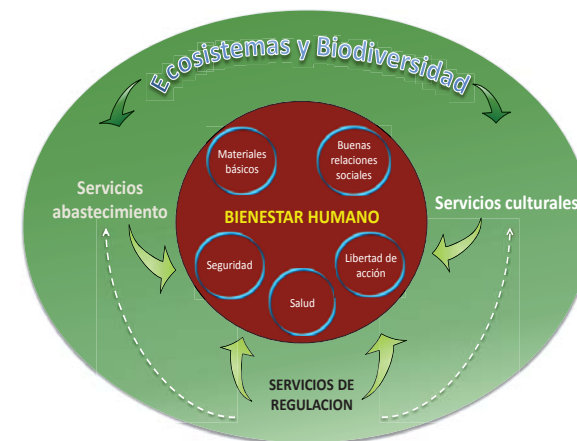 Ecosistemas y Biodiversidad
Materiales
básicos
Buenas
relaciones
sociales
Servicios
abastecimiento
BIENESTAR HUMANO
Servicios culturales
Seguridad
Libertad de
acción
Salud
SERVICIOS DE
REGULACION